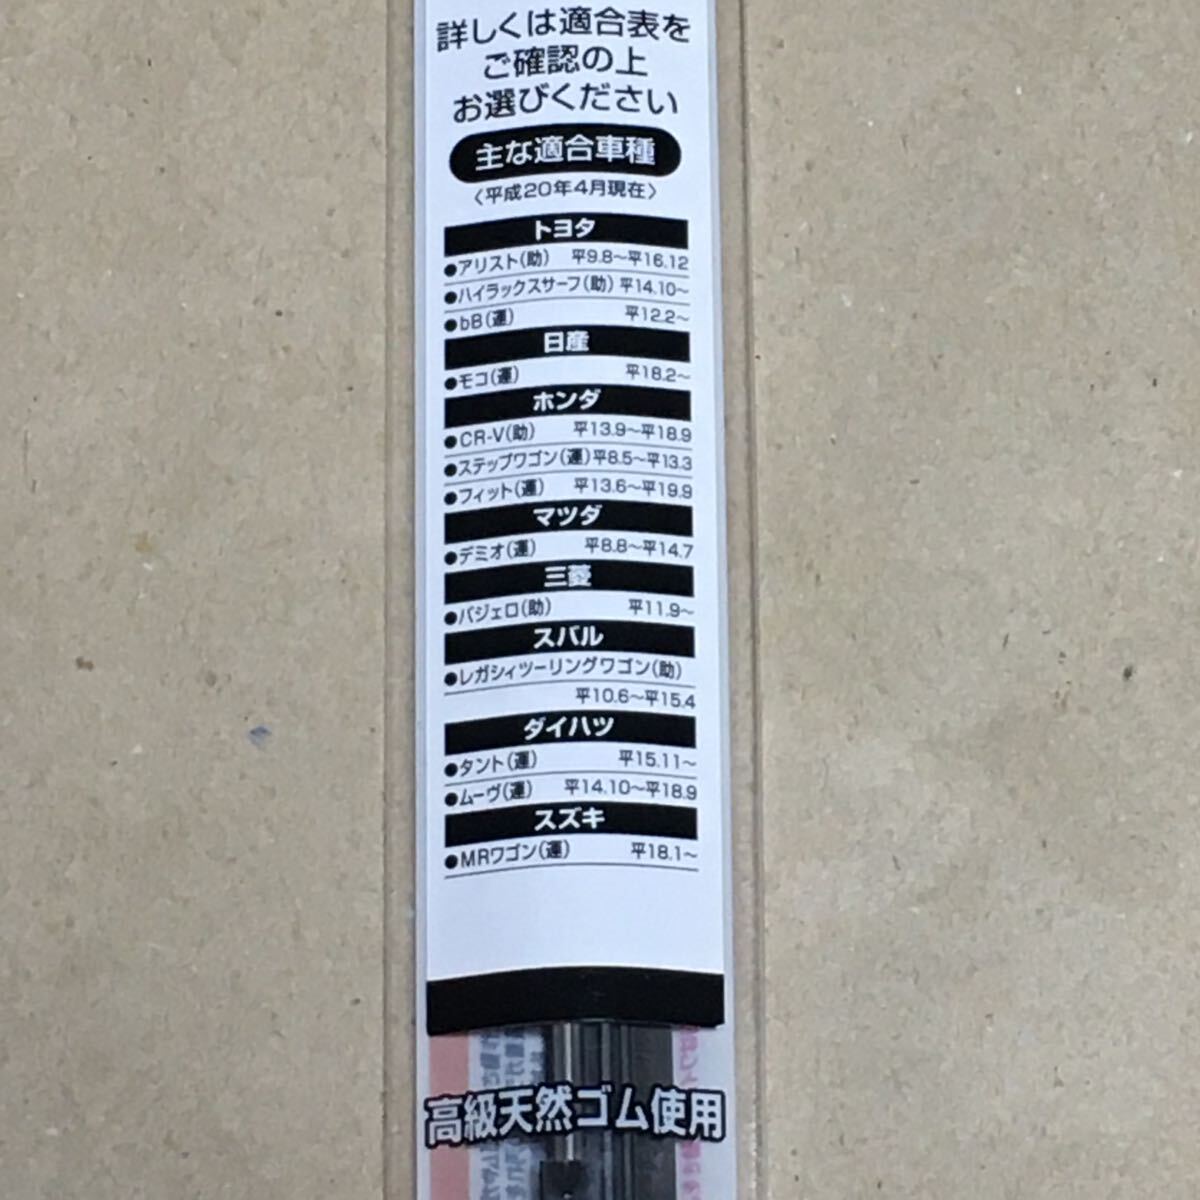 詳しくは適合表を
ご確認の上
お選びください
主な適合車種
〈平成20年4月現在〉
トヨタ
●アリスト(助) 平9.8〜平16.12
●ハイラックスサーフ(助) 平14.10〜
●bB(運) 平12.2〜
日産
●モコ(運) 平18.2〜
ホンダ
●CR-V(助) 平13.9〜平18.9
●ステップワゴン(運) 平8.5〜平13.3
●フィット(運) 平13.6〜平19.9
マツダ
●デミオ(運) 平8.8〜平14.7
三菱
●パジェロ(助) 平11.9〜
スバル
●レガシィツーリングワゴン(助)
平10.6〜平15.4
ダイハツ
●タント(運) 平15.11〜
●ムーヴ(運) 平14.10〜平18.9
スズキ
●MRワゴン(運) 平18.1〜
高級天然ゴム使用